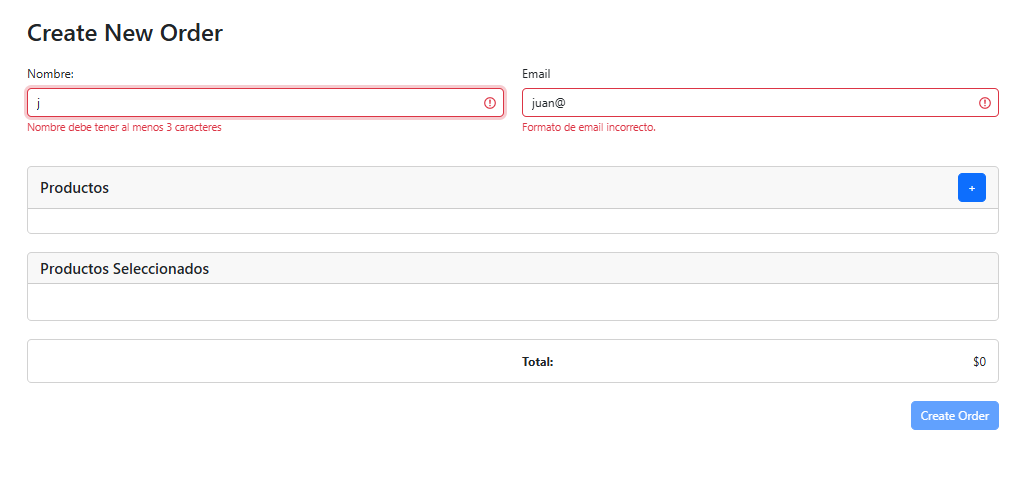 Create New Order
Nombre: Email
j juan@
Nombre debe tener al menos 3 caracteres Formato de email incorrecto.
Productos +
Productos Seleccionados
Total: $0
Create Order